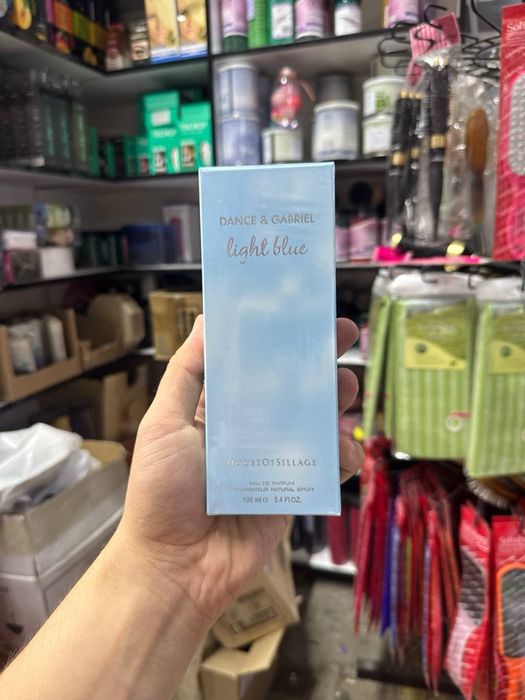 DANCE & GABRIEL
light blue
HOUSEOFSILLAGE
EAU DE PARFUM
VAPORISATEUR NATURAL SPRAY
100 ml e 3.4 FL.OZ.